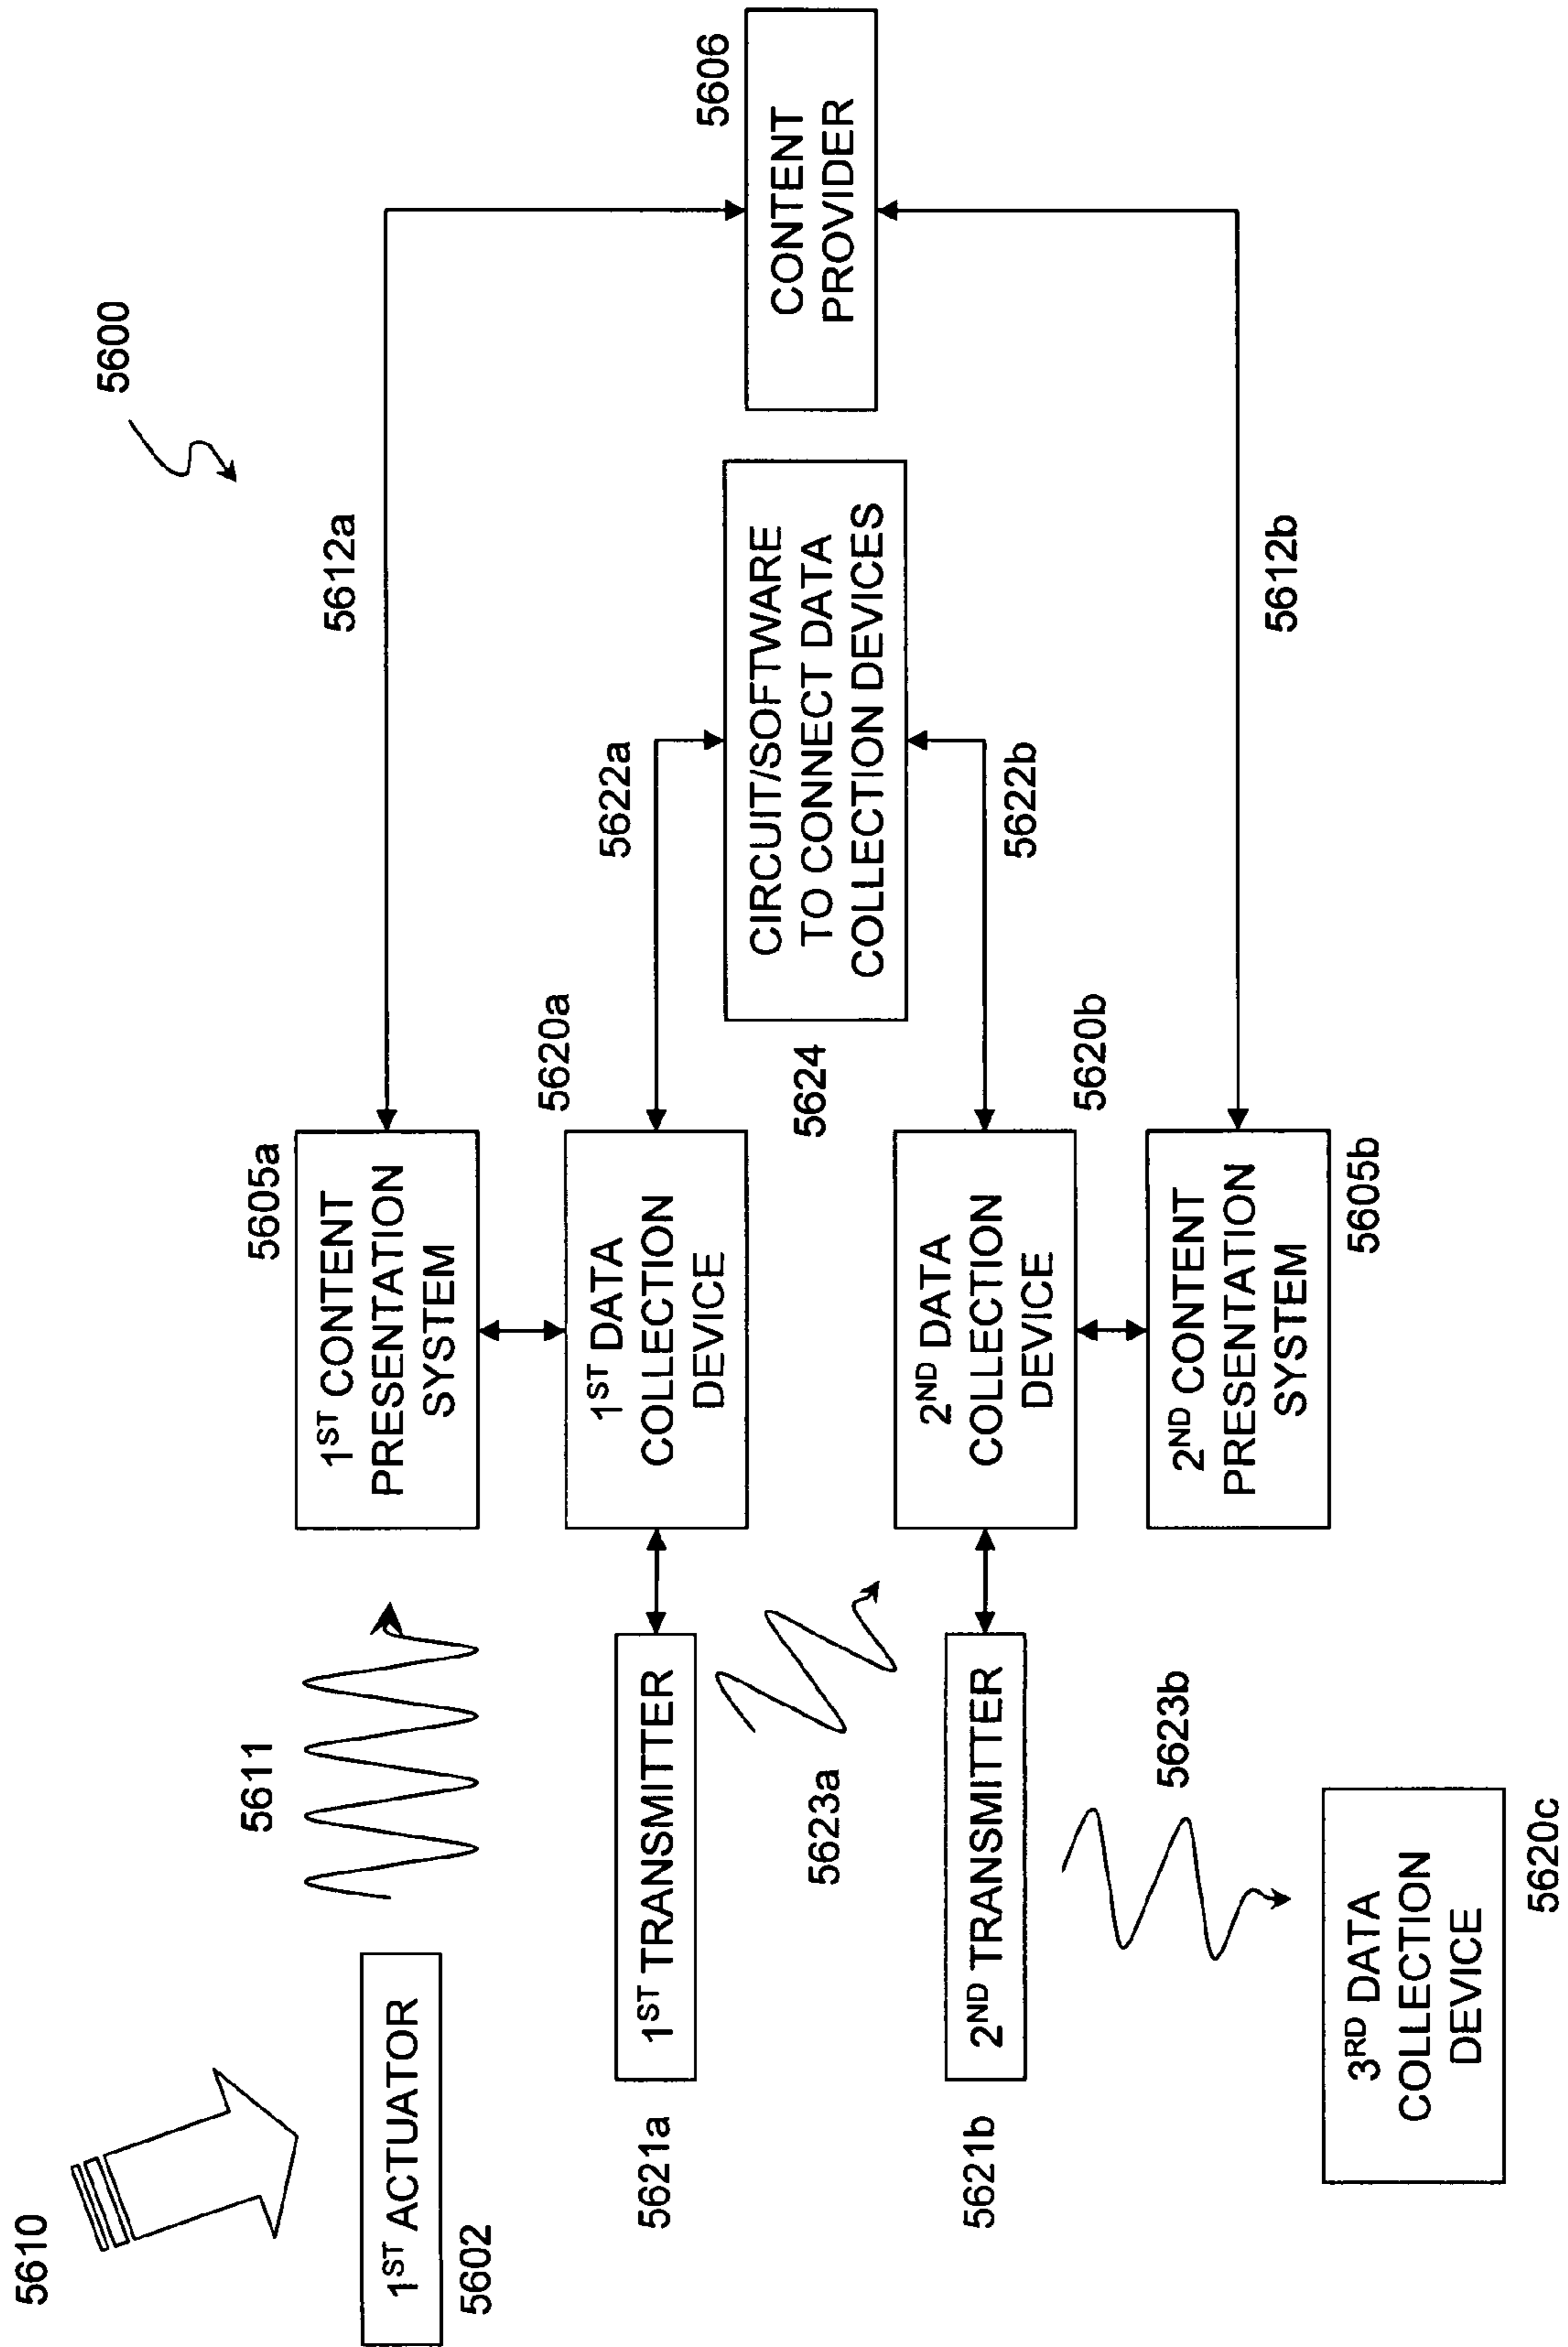 5600
5610
1ST ACTUATOR
5602
5611
1ST CONTENT
PRESENTATION
SYSTEM
5605a
5612a
1ST TRANSMITTER
5621a
1ST DATA
COLLECTION
DEVICE
5620a
5622a
CIRCUIT/SOFTWARE
TO CONNECT DATA
COLLECTION DEVICES
5624
CONTENT
PROVIDER
5606
5623a
2ND TRANSMITTER
5621b
2ND DATA
COLLECTION
DEVICE
5620b
5622b
5623b
2ND CONTENT
PRESENTATION
SYSTEM
5605b
5612b
3RD DATA
COLLECTION
DEVICE
5620c